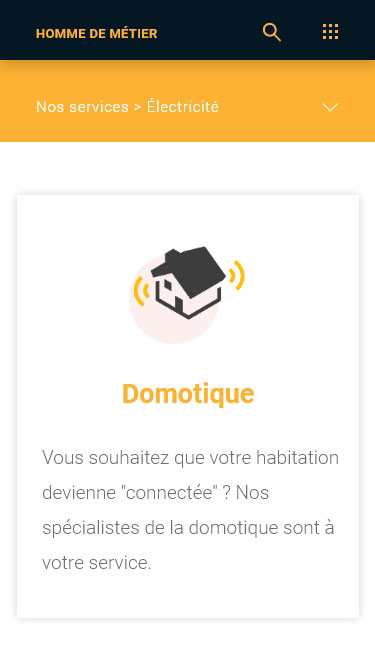 HOMME DE MÉTIER
Nos services > Électricité
Domotique
Vous souhaitez que votre habitation
devienne "connectée" ? Nos
spécialistes de la domotique sont à
votre service.